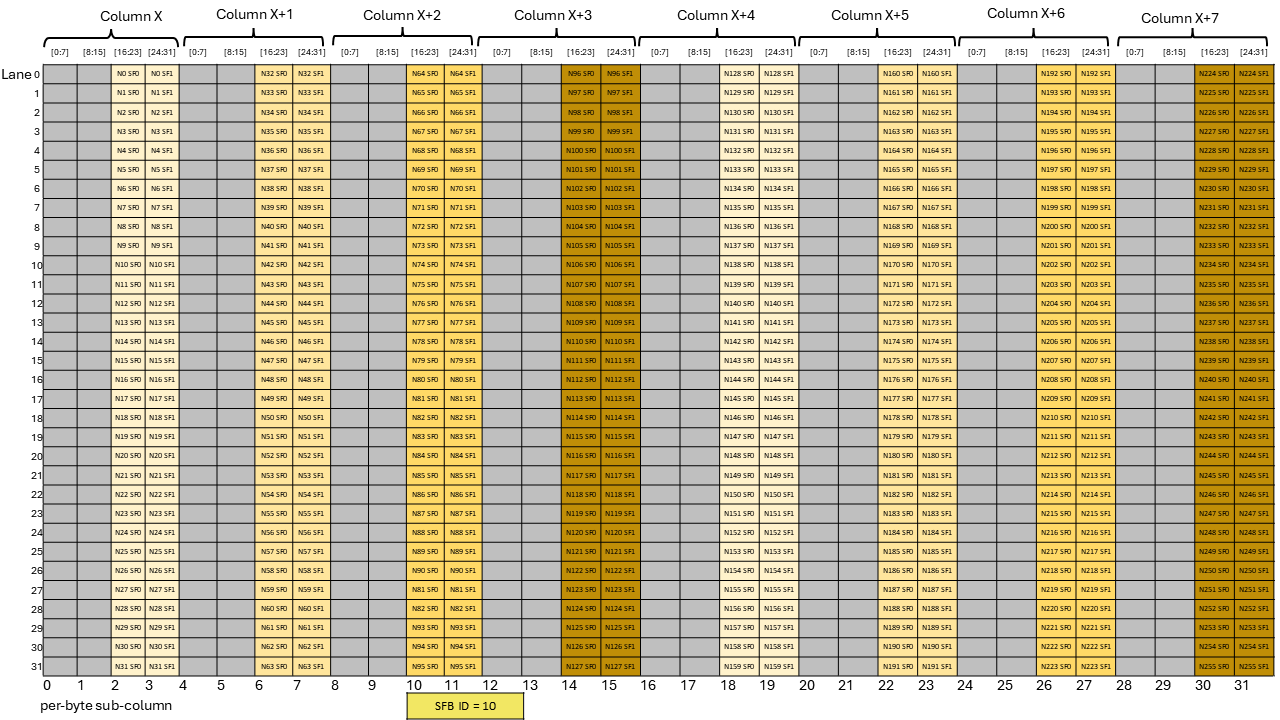 Column X Column X+1 Column X+2 Column X+3 Column X+4 Column X+5 Column X+6 Column X+7
[0:7] [8:15] [16:23] [24:31] [0:7] [8:15] [16:23] [24:31] [0:7] [8:15] [16:23] [24:31] [0:7] [8:15] [16:23] [24:31] [0:7] [8:15] [16:23] [24:31] [0:7] [8:15] [16:23] [24:31] [0:7] [8:15] [16:23] [24:31] [0:7] [8:15] [16:23] [24:31]
Lane 0 N0 SF0 N0 SF1 N32 SF0 N32 SF1 N64 SF0 N64 SF1 N96 SF0 N96 SF1 N128 SF0 N128 SF1 N160 SF0 N160 SF1 N192 SF0 N192 SF1 N224 SF0 N224 SF1
1 N1 SF0 N1 SF1 N33 SF0 N33 SF1 N65 SF0 N65 SF1 N97 SF0 N97 SF1 N129 SF0 N129 SF1 N161 SF0 N161 SF1 N193 SF0 N193 SF1 N225 SF0 N225 SF1
2 N2 SF0 N2 SF1 N34 SF0 N34 SF1 N66 SF0 N66 SF1 N98 SF0 N98 SF1 N130 SF0 N130 SF1 N162 SF0 N162 SF1 N194 SF0 N194 SF1 N226 SF0 N226 SF1
3 N3 SF0 N3 SF1 N35 SF0 N35 SF1 N67 SF0 N67 SF1 N99 SF0 N99 SF1 N131 SF0 N131 SF1 N163 SF0 N163 SF1 N195 SF0 N195 SF1 N227 SF0 N227 SF1
4 N4 SF0 N4 SF1 N36 SF0 N36 SF1 N68 SF0 N68 SF1 N100 SF0 N100 SF1 N132 SF0 N132 SF1 N164 SF0 N164 SF1 N196 SF0 N196 SF1 N228 SF0 N228 SF1
5 N5 SF0 N5 SF1 N37 SF0 N37 SF1 N69 SF0 N69 SF1 N101 SF0 N101 SF1 N133 SF0 N133 SF1 N165 SF0 N165 SF1 N197 SF0 N197 SF1 N229 SF0 N229 SF1
6 N6 SF0 N6 SF1 N38 SF0 N38 SF1 N70 SF0 N70 SF1 N102 SF0 N102 SF1 N134 SF0 N134 SF1 N166 SF0 N166 SF1 N198 SF0 N198 SF1 N230 SF0 N230 SF1
7 N7 SF0 N7 SF1 N39 SF0 N39 SF1 N71 SF0 N71 SF1 N103 SF0 N103 SF1 N135 SF0 N135 SF1 N167 SF0 N167 SF1 N199 SF0 N199 SF1 N231 SF0 N231 SF1
8 N8 SF0 N8 SF1 N40 SF0 N40 SF1 N72 SF0 N72 SF1 N104 SF0 N104 SF1 N136 SF0 N136 SF1 N168 SF0 N168 SF1 N200 SF0 N200 SF1 N232 SF0 N232 SF1
9 N9 SF0 N9 SF1 N41 SF0 N41 SF1 N73 SF0 N73 SF1 N105 SF0 N105 SF1 N137 SF0 N137 SF1 N169 SF0 N169 SF1 N201 SF0 N201 SF1 N233 SF0 N233 SF1
10 N10 SF0 N10 SF1 N42 SF0 N42 SF1 N74 SF0 N74 SF1 N106 SF0 N106 SF1 N138 SF0 N138 SF1 N170 SF0 N170 SF1 N202 SF0 N202 SF1 N234 SF0 N234 SF1
11 N11 SF0 N11 SF1 N43 SF0 N43 SF1 N75 SF0 N75 SF1 N107 SF0 N107 SF1 N139 SF0 N139 SF1 N171 SF0 N171 SF1 N203 SF0 N203 SF1 N235 SF0 N235 SF1
12 N12 SF0 N12 SF1 N44 SF0 N44 SF1 N76 SF0 N76 SF1 N108 SF0 N108 SF1 N140 SF0 N140 SF1 N172 SF0 N172 SF1 N204 SF0 N204 SF1 N236 SF0 N236 SF1
13 N13 SF0 N13 SF1 N45 SF0 N45 SF1 N77 SF0 N77 SF1 N109 SF0 N109 SF1 N141 SF0 N141 SF1 N173 SF0 N173 SF1 N205 SF0 N205 SF1 N237 SF0 N237 SF1
14 N14 SF0 N14 SF1 N46 SF0 N46 SF1 N78 SF0 N78 SF1 N110 SF0 N110 SF1 N142 SF0 N142 SF1 N174 SF0 N174 SF1 N206 SF0 N206 SF1 N238 SF0 N238 SF1
15 N15 SF0 N15 SF1 N47 SF0 N47 SF1 N79 SF0 N79 SF1 N111 SF0 N111 SF1 N143 SF0 N143 SF1 N175 SF0 N175 SF1 N207 SF0 N207 SF1 N239 SF0 N239 SF1
16 N16 SF0 N16 SF1 N48 SF0 N48 SF1 N80 SF0 N80 SF1 N112 SF0 N112 SF1 N144 SF0 N144 SF1 N176 SF0 N176 SF1 N208 SF0 N208 SF1 N240 SF0 N240 SF1
17 N17 SF0 N17 SF1 N49 SF0 N49 SF1 N81 SF0 N81 SF1 N113 SF0 N113 SF1 N145 SF0 N145 SF1 N177 SF0 N177 SF1 N209 SF0 N209 SF1 N241 SF0 N241 SF1
18 N18 SF0 N18 SF1 N50 SF0 N50 SF1 N82 SF0 N82 SF1 N114 SF0 N114 SF1 N146 SF0 N146 SF1 N178 SF0 N178 SF1 N210 SF0 N210 SF1 N242 SF0 N242 SF1
19 N19 SF0 N19 SF1 N51 SF0 N51 SF1 N83 SF0 N83 SF1 N115 SF0 N115 SF1 N147 SF0 N147 SF1 N179 SF0 N179 SF1 N211 SF0 N211 SF1 N243 SF0 N243 SF1
20 N20 SF0 N20 SF1 N52 SF0 N52 SF1 N84 SF0 N84 SF1 N116 SF0 N116 SF1 N148 SF0 N148 SF1 N180 SF0 N180 SF1 N212 SF0 N212 SF1 N244 SF0 N244 SF1
21 N21 SF0 N21 SF1 N53 SF0 N53 SF1 N85 SF0 N85 SF1 N117 SF0 N117 SF1 N149 SF0 N149 SF1 N181 SF0 N181 SF1 N213 SF0 N213 SF1 N245 SF0 N245 SF1
22 N22 SF0 N22 SF1 N54 SF0 N54 SF1 N86 SF0 N86 SF1 N118 SF0 N118 SF1 N150 SF0 N150 SF1 N182 SF0 N182 SF1 N214 SF0 N214 SF1 N246 SF0 N246 SF1
23 N23 SF0 N23 SF1 N55 SF0 N55 SF1 N87 SF0 N87 SF1 N119 SF0 N119 SF1 N151 SF0 N151 SF1 N183 SF0 N183 SF1 N215 SF0 N215 SF1 N247 SF0 N247 SF1
24 N24 SF0 N24 SF1 N56 SF0 N56 SF1 N88 SF0 N88 SF1 N120 SF0 N120 SF1 N152 SF0 N152 SF1 N184 SF0 N184 SF1 N216 SF0 N216 SF1 N248 SF0 N248 SF1
25 N25 SF0 N25 SF1 N57 SF0 N57 SF1 N89 SF0 N89 SF1 N121 SF0 N121 SF1 N153 SF0 N153 SF1 N185 SF0 N185 SF1 N217 SF0 N217 SF1 N249 SF0 N249 SF1
26 N26 SF0 N26 SF1 N58 SF0 N58 SF1 N90 SF0 N90 SF1 N122 SF0 N122 SF1 N154 SF0 N154 SF1 N186 SF0 N186 SF1 N218 SF0 N218 SF1 N250 SF0 N250 SF1
27 N27 SF0 N27 SF1 N59 SF0 N59 SF1 N81 SF0 N81 SF1 N123 SF0 N123 SF1 N155 SF0 N155 SF1 N187 SF0 N187 SF1 N219 SF0 N219 SF1 N251 SF0 N251 SF1
28 N28 SF0 N28 SF1 N60 SF0 N60 SF1 N82 SF0 N82 SF1 N124 SF0 N124 SF1 N156 SF0 N156 SF1 N188 SF0 N188 SF1 N220 SF0 N220 SF1 N252 SF0 N252 SF1
29 N29 SF0 N29 SF1 N61 SF0 N61 SF1 N93 SF0 N93 SF1 N125 SF0 N125 SF1 N157 SF0 N157 SF1 N189 SF0 N189 SF1 N221 SF0 N221 SF1 N253 SF0 N253 SF1
30 N30 SF0 N30 SF1 N62 SF0 N62 SF1 N94 SF0 N94 SF1 N126 SF0 N126 SF1 N158 SF0 N158 SF1 N190 SF0 N190 SF1 N222 SF0 N222 SF1 N254 SF0 N254 SF1
31 N31 SF0 N31 SF1 N63 SF0 N63 SF1 N95 SF0 N95 SF1 N127 SF0 N127 SF1 N159 SF0 N159 SF1 N191 SF0 N191 SF1 N223 SF0 N223 SF1 N255 SF0 N255 SF1
0 1 2 3 4 5 6 7 8 9 10 11 12 13 14 15 16 17 18 19 20 21 22 23 24 25 26 27 28 29 30 31
per-byte sub-column SFB ID = 10